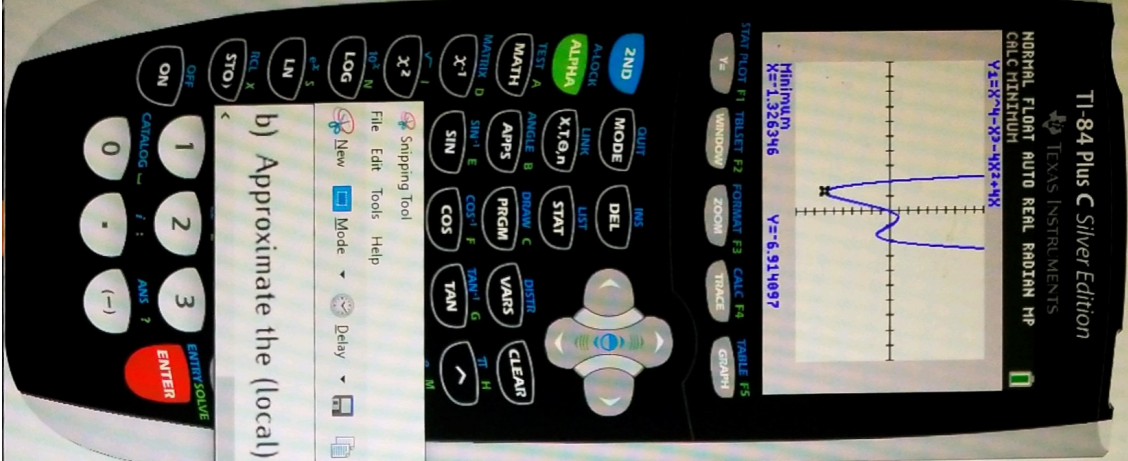 TI-84 Plus C Silver Edition
TEXAS INSTRUMENTS
NORMAL FLOAT AUTO REAL RADIAN MP
CALC MINIMUM
Y1=X^4-X³-4X²+4X
Minimum
X=-1.326346 Y=-6.914097
STAT PLOT F1 TBLSET F2 FORMAT F3 CALC F4 TABLE F5
Y= WINDOW ZOOM TRACE GRAPH
QUIT INS
2ND MODE DEL
A-LOCK LINK LIST
ALPHA X,T,θ,n STAT
TEST A ANGLE B DRAW C DISTR
MATH APPS PRGM VARS CLEAR
MATRIX D SIN⁻¹ E COS⁻¹ F TAN⁻¹ G π H
x⁻¹ SIN COS TAN ^
√ I
x²
10ˣ N
LOG
eˣ S
LN
RCL X
STO›
OFF
ON
Snipping Tool
File Edit Tools Help
New Mode Delay
b) Approximate the (local)
M
1 2 3
ENTRY SOLVE
CATALOG : ANS ?
0 . (-) ENTER